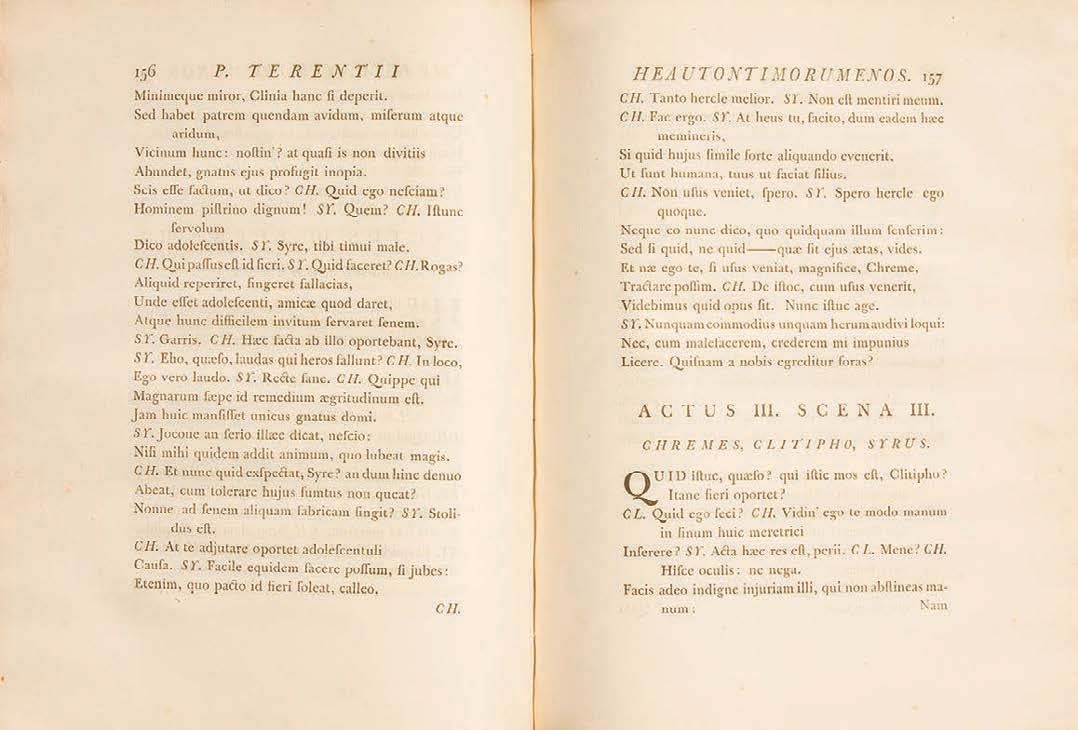 156 P. TERENTII
Minimeque miror, Clinia hanc ſi deperit.
Sed habet patrem quendam avidum, miſerum atque
aridum,
Vicinum hunc: noſtin'? at quaſi is non divitiis
Abundet, gnatus ejus profugit inopia.
Scis eſſe factum, ut dico? CH. Quid ego neſciam?
Hominem piſtrino dignum! SY. Quem? CH. Iſtunc
ſervolum
Dico adoleſcentis. SY. Syre, tibi timui male.
CH. Qui paſſus eſt id fieri. SY. Quid faceret? CH. Rogas?
Aliquid reperiret, fingeret fallacias,
Unde eſſet adoleſcenti, amicæ quod daret,
Atque hunc difficilem invitum ſervaret ſenem.
SY. Garris. CH. Hæc facta ab illo oportebant, Syre.
SY. Eho, quæſo, laudas qui heros fallunt? CH. In loco,
Ego vero laudo. SY. Recte ſane. CH. Quippe qui
Magnarum ſæpe id remedium ægritudinum eſt.
Jam huic manſiſſet unicus gnatus domi.
SY. Jocone an ſerio illæc dicat, neſcio:
Niſi mihi quidem addit animum, quo lubeat magis.
CH. Et nunc quid exſpectat, Syre? an dum hinc denuo
Abeat, cum tolerare hujus ſumtus non queat?
Nonne ad ſenem aliquam fabricam fingit? SY. Stoli-
dus eſt.
CH. At te adjutare oportet adoleſcentuli
Cauſa. SY. Facile equidem facere poſſum, ſi jubes:
Etenim, quo pacto id fieri ſoleat, calleo.
CH.
HEAUTONTIMORUMENOS. 157
CH. Tanto hercle melior. SY. Non eſt mentiri meum.
CH. Fac ergo. SY. At heus tu, facito, dum eadem hæc
memineris,
Si quid hujus ſimile forte aliquando evenerit,
Ut ſunt humana, tuus ut faciat filius.
CH. Non uſus veniet, ſpero. SY. Spero hercle ego
quoque.
Neque eo nunc dico, quo quidquam illum ſenſerim:
Sed ſi quid, ne quid——quæ ſit ejus ætas, vides.
Et næ ego te, ſi uſus veniat, magnifice, Chreme,
Tractare poſſim. CH. De iſtoc, cum uſus venerit,
Videbimus quid opus ſit. Nunc iſtuc age.
SY. Nunquam commodius unquam herum audivi loqui:
Nec, cum malefacerem, crederem mi impunius
Licere. Quiſnam a nobis egreditur foras?
ACTUS III. SCENA III.
CHREMES, CLITIPHO, SYRUS.
QUID iſtuc, quæſo? qui iſtic mos eſt, Clitipho?
Itane fieri oportet?
CL. Quid ego feci? CH. Vidin' ego te modo manum
in ſinum huic meretrici
Inſerere? SY. Acta hæc res eſt, perii. CL. Mene? CH.
Hiſce oculis: ne nega.
Facis adeo indigne injuriam illi, qui non abſtineas ma-
num:
Nam